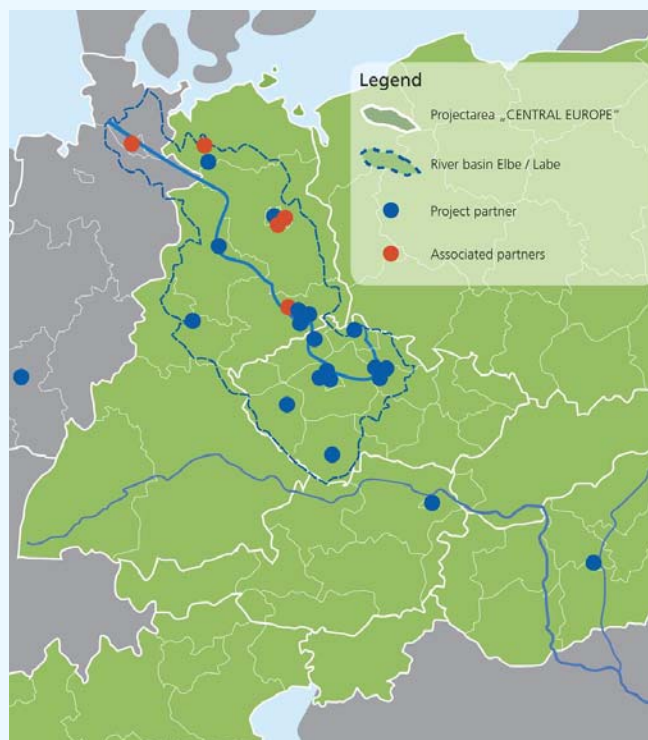 Legend
Projectarea „CENTRAL EUROPE“
River basin Elbe / Labe
Project partner
Associated partners